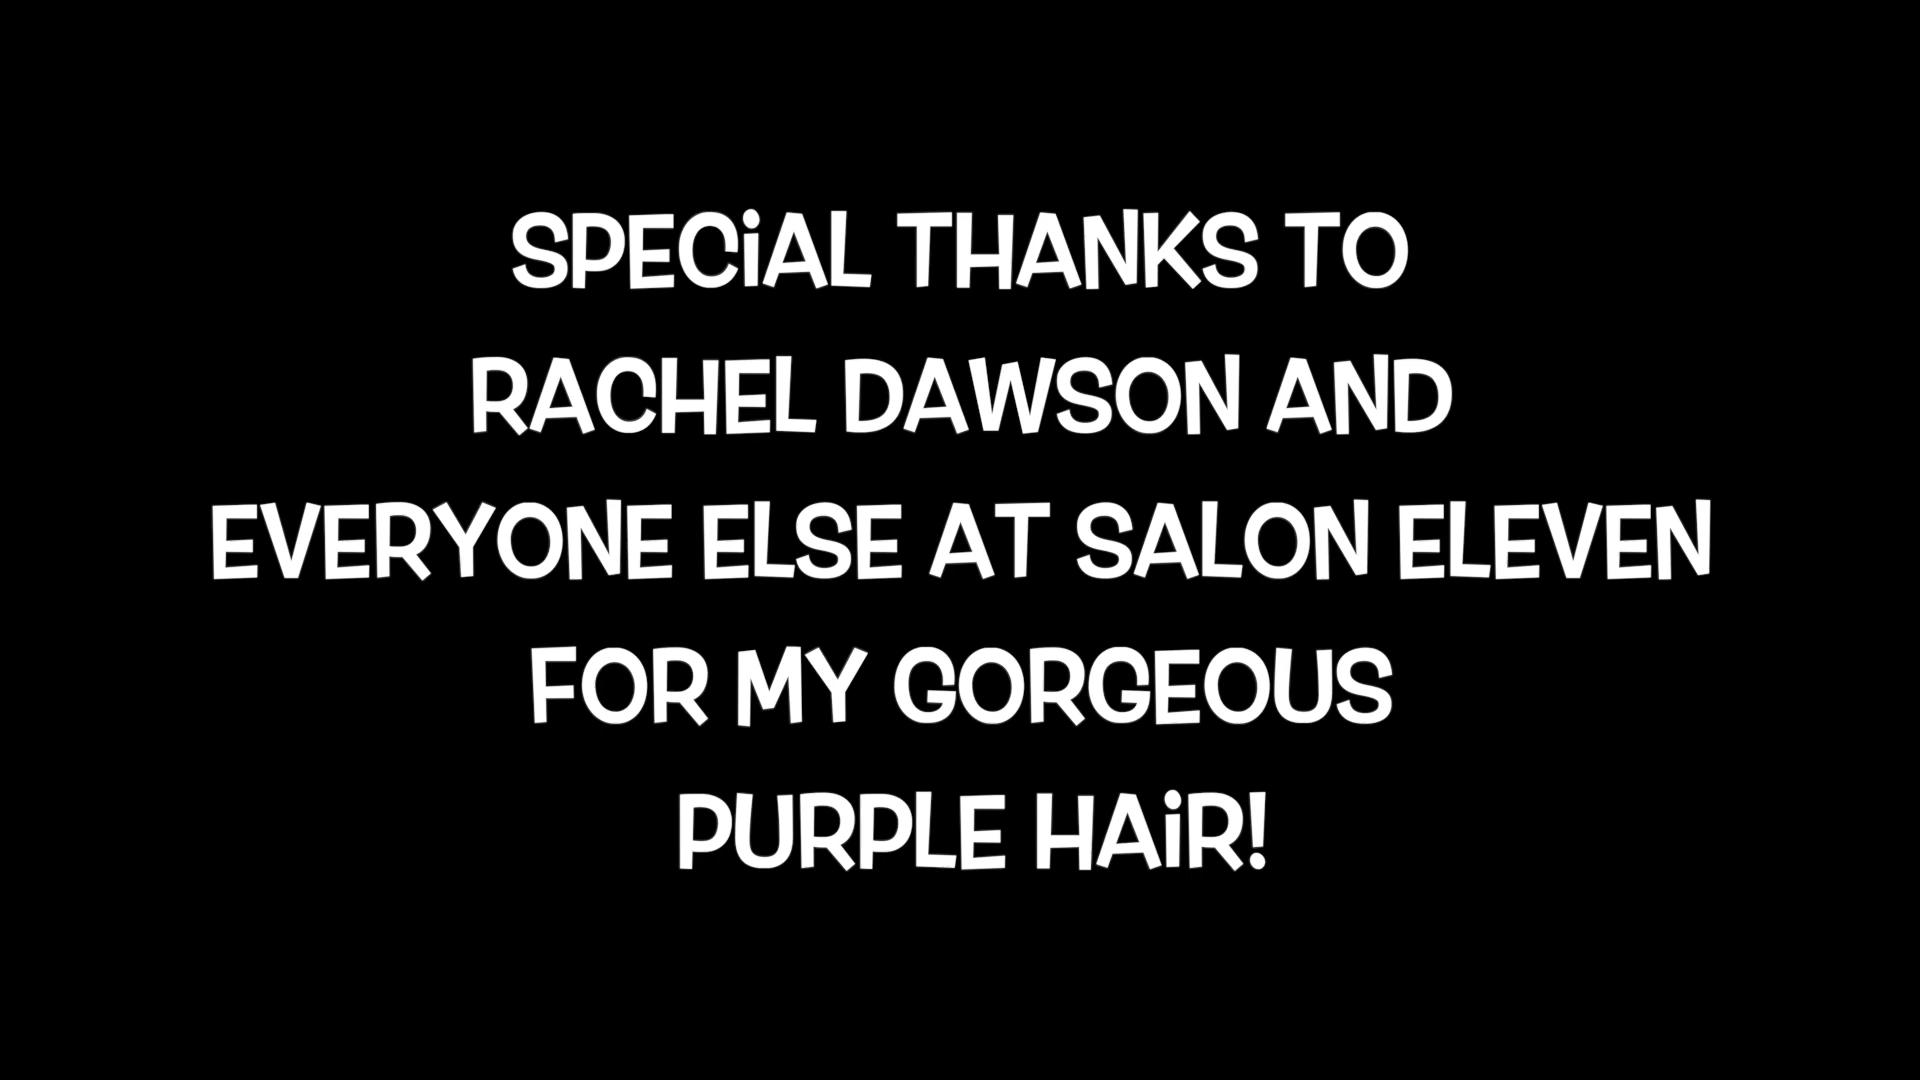 SPECiAL THANKS TO
RACHEL DAWSON AND
EVERYONE ELSE AT SALON ELEVEN
FOR MY GORGEOUS
PURPLE HAiR!